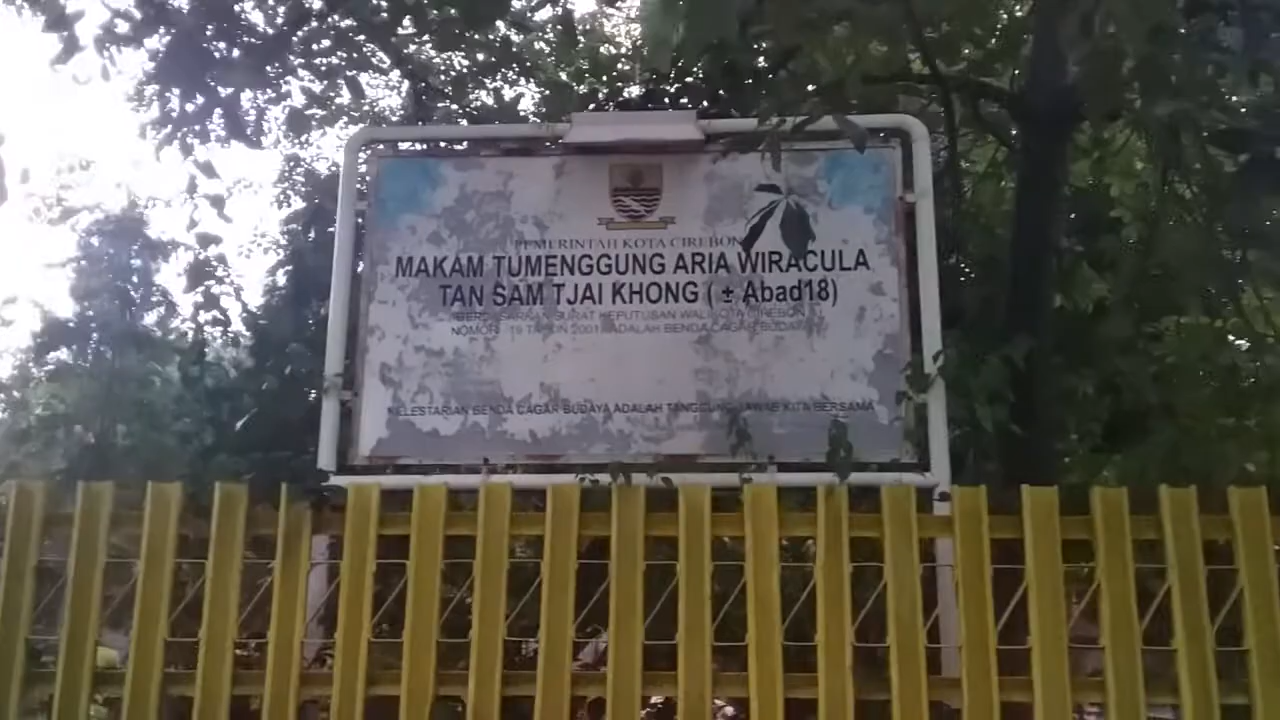 PEMERINTAH KOTA CIREBON
MAKAM TUMENGGUNG ARIA WIRACULA
TAN SAM TJAI KHONG ( ± Abad18)
BERDASARKAN SURAT KEPUTUSAN WALIKOTA CIREBON
NOMOR 19 TAHUN 2001 ADALAH BENDA CAGAR BUDAYA
KELESTARIAN BENDA CAGAR BUDAYA ADALAH TANGGUNG JAWAB KITA BERSAMA